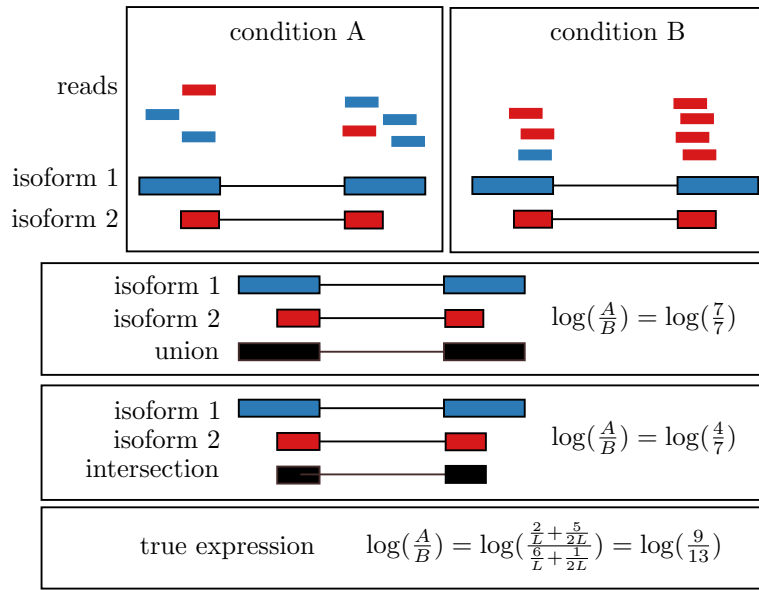 condition A
condition B
reads
isoform 1
isoform 2
isoform 1
isoform 2
union
log(A/B) = log(7/7)
isoform 1
isoform 2
intersection
log(A/B) = log(4/7)
true expression log(A/B) = log((2/L + 5/2L)/(6/L + 1/2L)) = log(9/13)